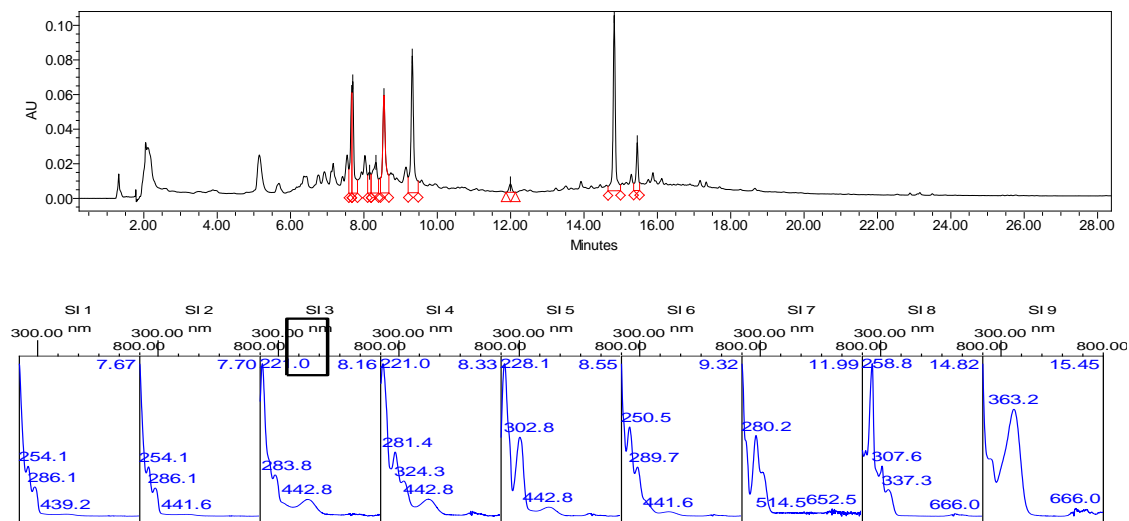 0.10
0.08
0.06
0.04
0.02
0.00
AU
2.00 4.00 6.00 8.00 10.00 12.00 14.00 16.00 18.00 20.00 22.00 24.00 26.00 28.00
Minutes
SI 1 SI 2 SI 3 SI 4 SI 5 SI 6 SI 7 SI 8 SI 9
300.00 nm 300.00 nm 300.00 nm 300.00 nm 300.00 nm 300.00 nm 300.00 nm 300.00 nm 300.00 nm
800.00 800.00 800.00 800.00 800.00 800.00 800.00 800.00 800.00
7.67 7.70 221.0 8.16 221.0 8.33 228.1 8.55 9.32 11.99 258.8 14.82 15.45
254.1 254.1 283.8 281.4 302.8 250.5 280.2 307.6 363.2
286.1 286.1 442.8 324.3 442.8 289.7 514.5 652.5 337.3 666.0
439.2 441.6 442.8 441.6 666.0